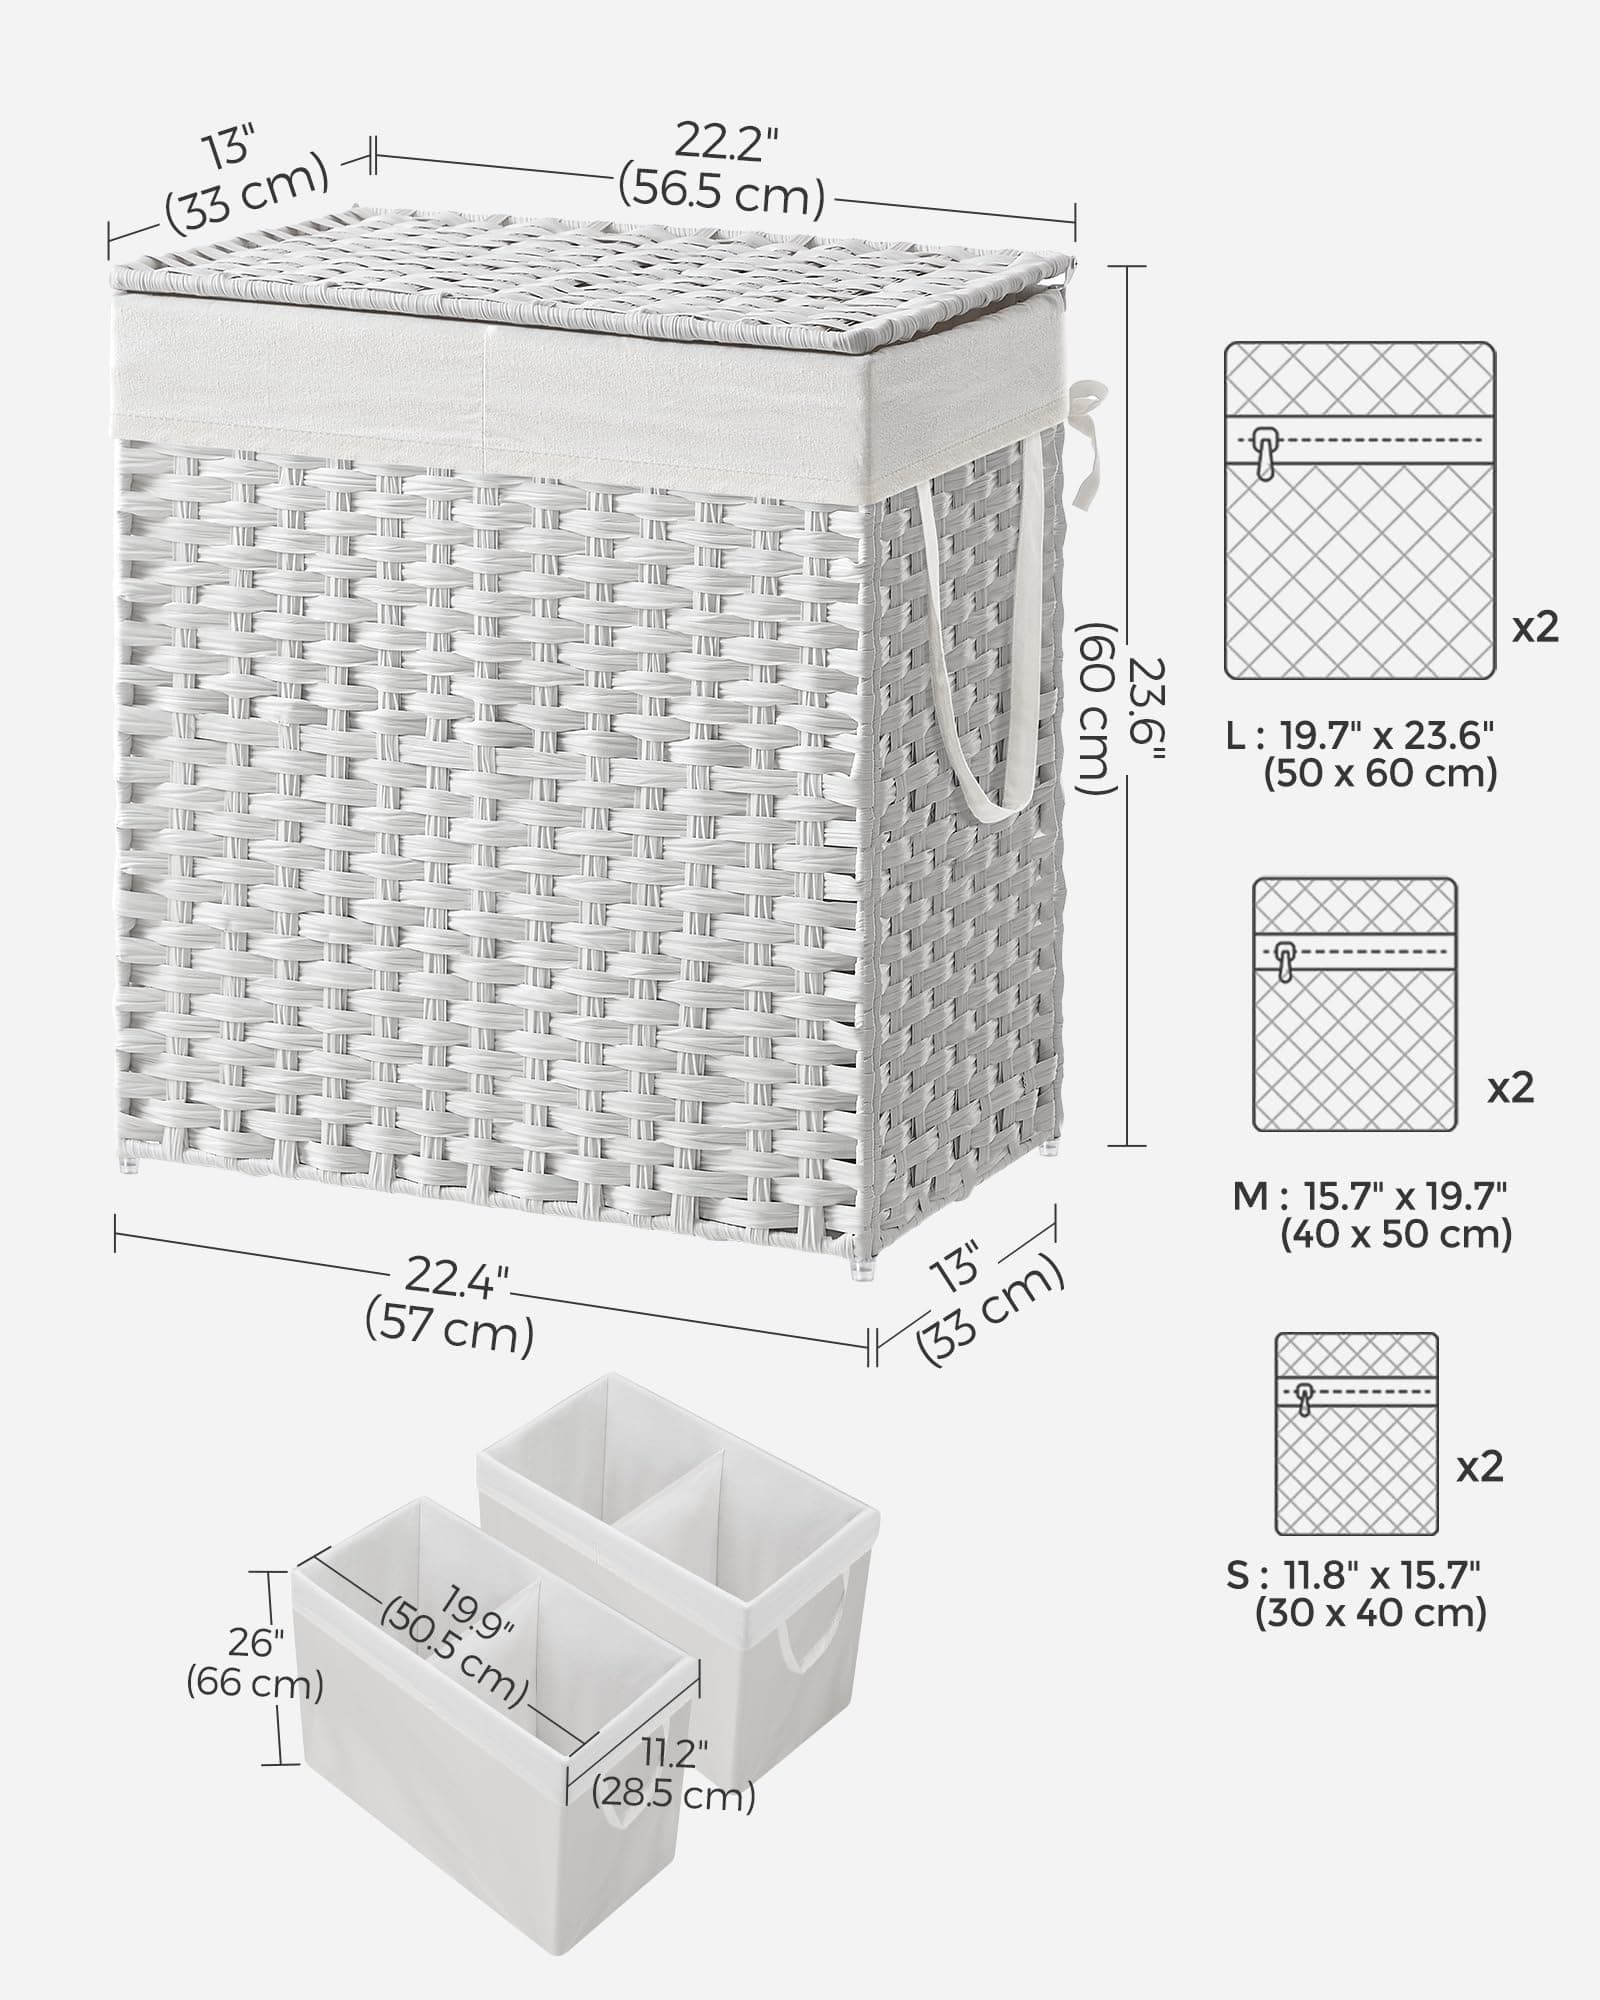 13"
(33 cm)
22.2"
(56.5 cm)
23.6"
(60 cm)
x2
L : 19.7" x 23.6"
(50 x 60 cm)
x2
M : 15.7" x 19.7"
(40 x 50 cm)
22.4"
(57 cm)
13"
(33 cm)
x2
S : 11.8" x 15.7"
(30 x 40 cm)
26"
(66 cm)
19.9"
(50.5 cm)
11.2"
(28.5 cm)